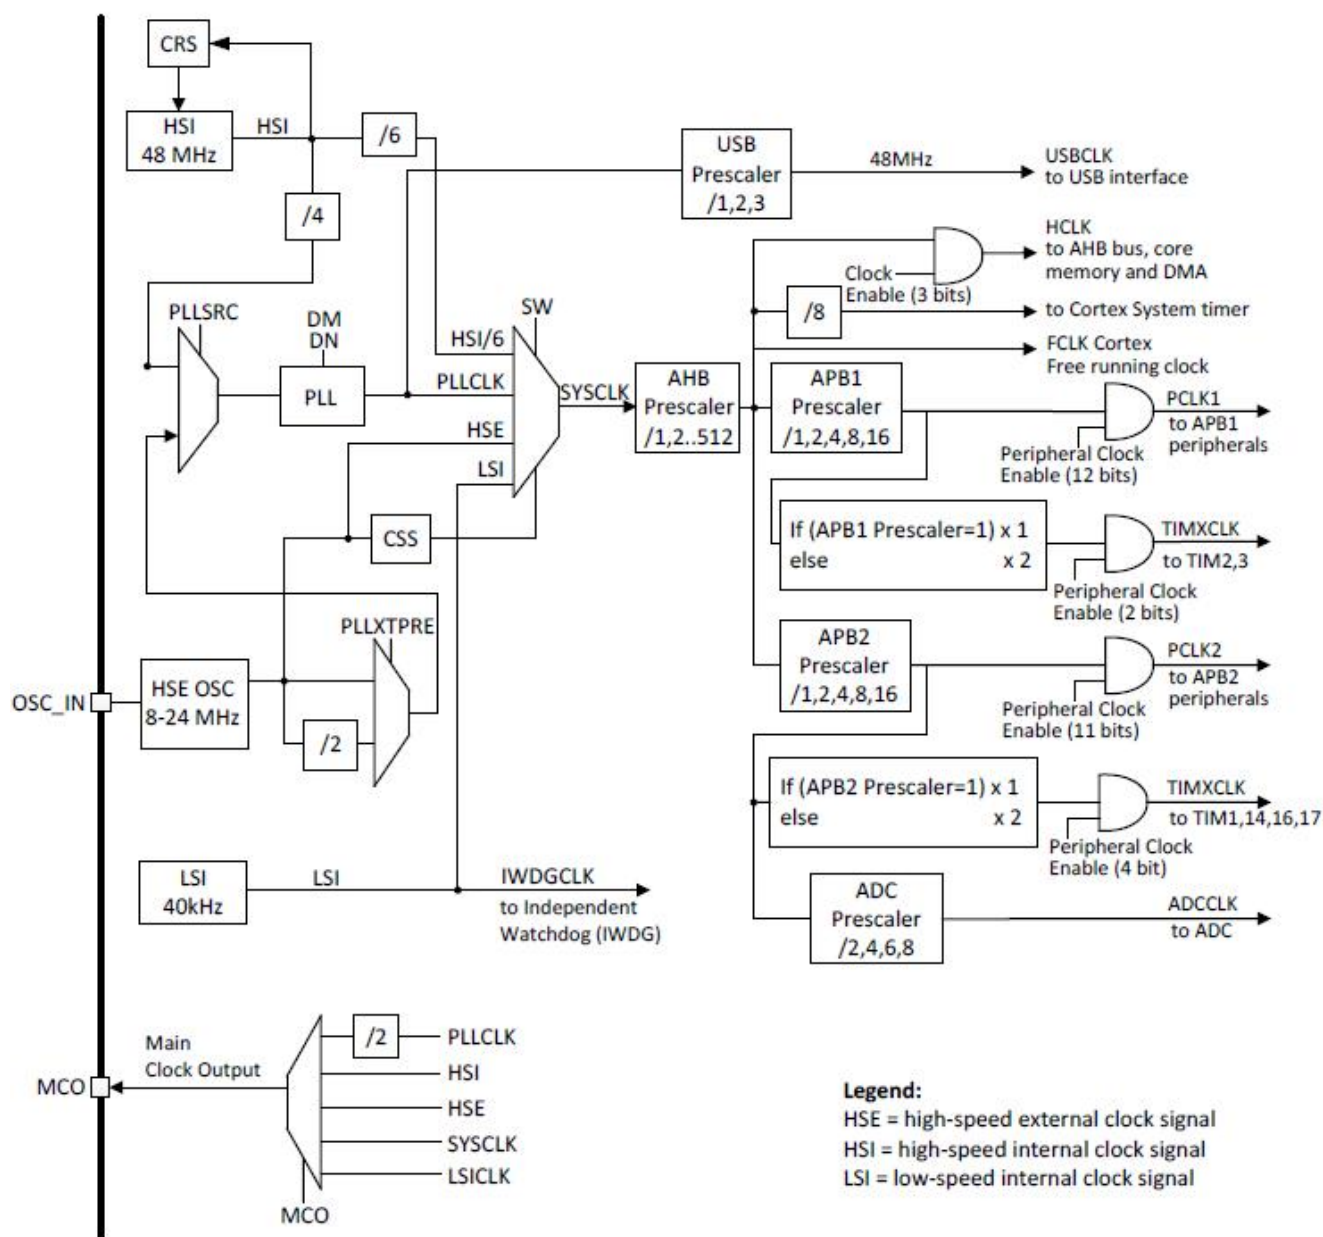 CRS
HSI
48 MHz
HSI
/6
/4
USB
Prescaler
/1,2,3
48MHz
USBCLK
to USB interface
HCLK
to AHB bus, core
memory and DMA
Clock
Enable (3 bits)
/8
to Cortex System timer
FCLK Cortex
Free running clock
PLLSRC
DM
DN
PLL
SW
HSI/6
PLLCLK
HSE
LSI
SYSCLK
AHB
Prescaler
/1,2..512
APB1
Prescaler
/1,2,4,8,16
PCLK1
to APB1
peripherals
Peripheral Clock
Enable (12 bits)
CSS
If (APB1 Prescaler=1) x 1
else x 2
TIMXCLK
to TIM2,3
Peripheral Clock
Enable (2 bits)
PLLXTPRE
OSC_IN
HSE OSC
8-24 MHz
/2
APB2
Prescaler
/1,2,4,8,16
PCLK2
to APB2
peripherals
Peripheral Clock
Enable (11 bits)
If (APB2 Prescaler=1) x 1
else x 2
TIMXCLK
to TIM1,14,16,17
Peripheral Clock
Enable (4 bit)
LSI
40kHz
LSI
IWDGCLK
to Independent
Watchdog (IWDG)
ADC
Prescaler
/2,4,6,8
ADCCLK
to ADC
MCO
Main
Clock Output
/2
PLLCLK
HSI
HSE
SYSCLK
LSICLK
MCO
Legend:
HSE = high-speed external clock signal
HSI = high-speed internal clock signal
LSI = low-speed internal clock signal